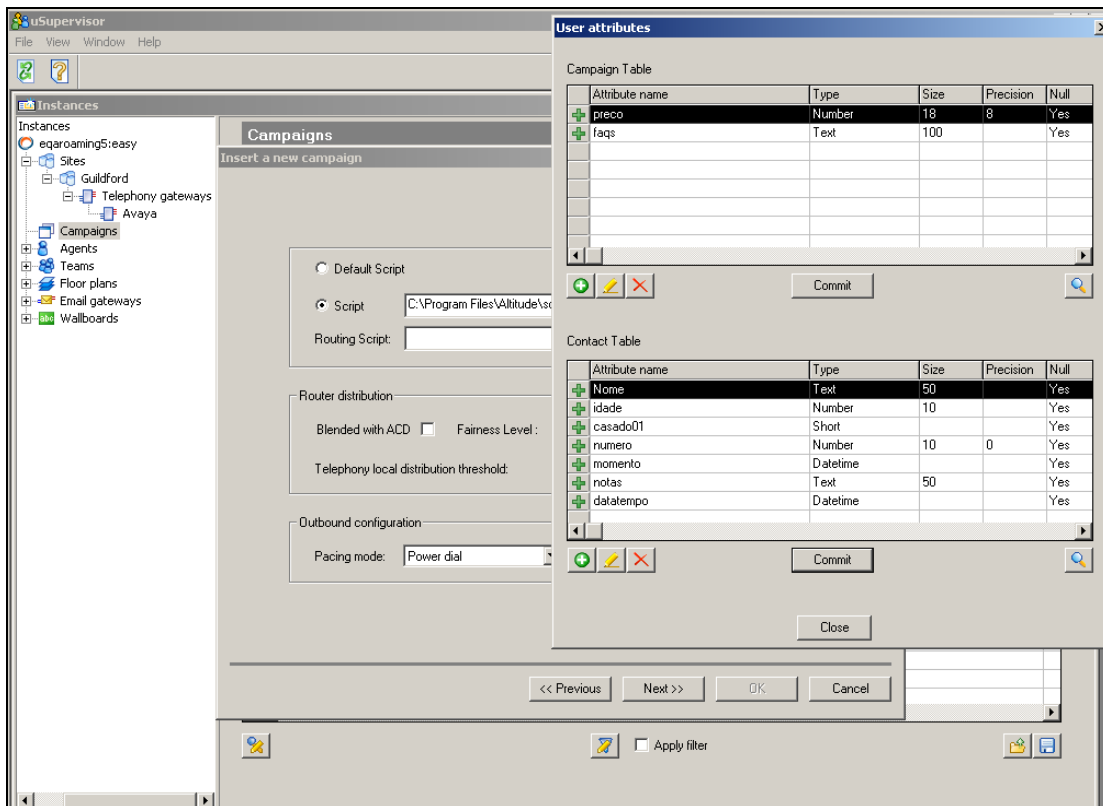 uSupervisor
File View Window Help
Instances
Instances
eqaroaming5:easy
Sites
Guildford
Telephony gateways
Avaya
Campaigns
Agents
Teams
Floor plans
Email gateways
abc Wallboards
Campaigns
Insert a new campaign
Default Script
Script C:\Program Files\Altitude\sc
Routing Script:
Router distribution
Blended with ACD Fairness Level :
Telephony local distribution threshold:
Outbound configuration
Pacing mode: Power dial
<< Previous Next >> OK Cancel
Apply filter
User attributes
Campaign Table
Attribute name Type Size Precision Null
preco Number 18 8 Yes
faqs Text 100 Yes
Commit
Contact Table
Attribute name Type Size Precision Null
Nome Text 50 Yes
idade Number 10 Yes
casado01 Short Yes
numero Number 10 0 Yes
momento Datetime Yes
notas Text 50 Yes
datatempo Datetime Yes
Commit
Close